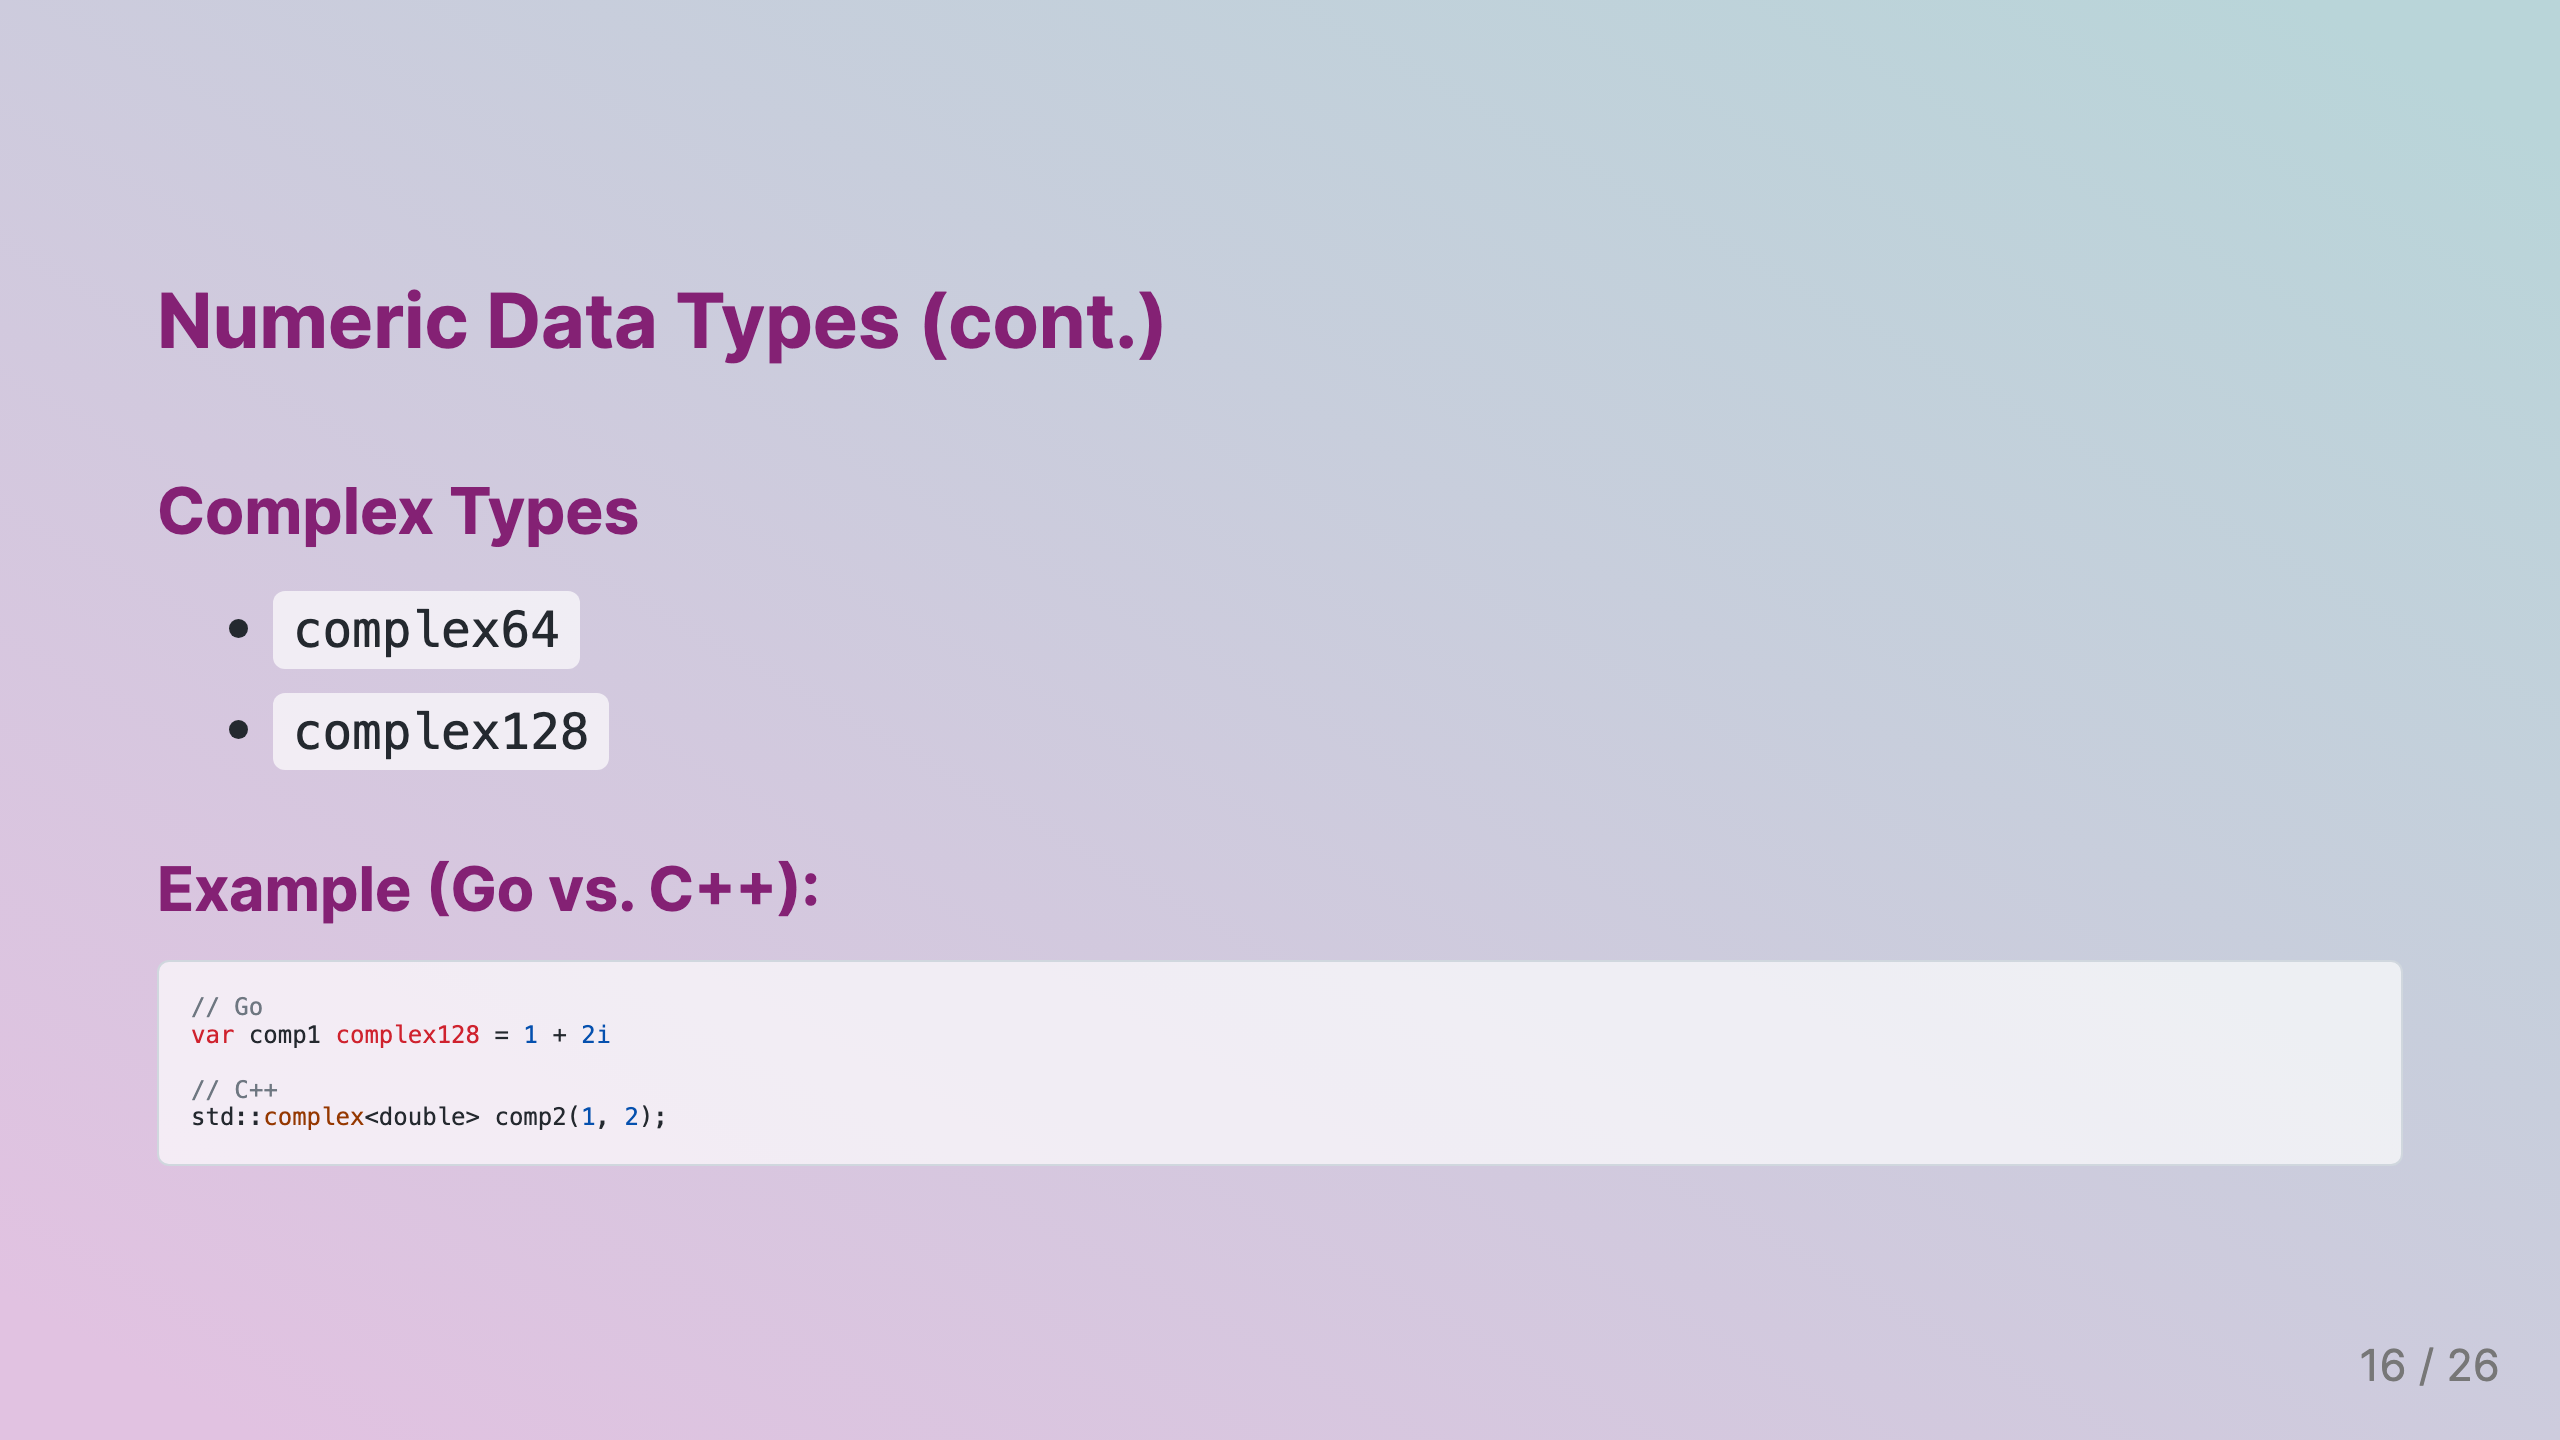 Numeric Data Types (cont.)
Complex Types
complex64
complex128
Example (Go vs. C++):
// Go
var comp1 complex128 = 1 + 2i
// C++
std::complex<double> comp2(1, 2);
16 / 26